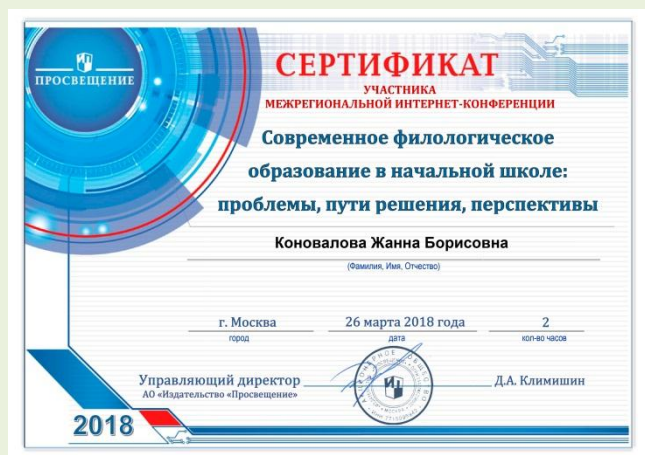 ПРОСВЕЩЕНИЕ
СЕРТИФИКАТ
УЧАСТНИКА
МЕЖРЕГИОНАЛЬНОЙ ИНТЕРНЕТ-КОНФЕРЕНЦИИ
Современное филологическое
образование в начальной школе:
проблемы, пути решения, перспективы
Коновалова Жанна Борисовна
(Фамилия, Имя, Отчество)
г. Москва 26 марта 2018 года 2
город дата кол-во часов
Управляющий директор Д.А. Климишин
АО «Издательство «Просвещение»
2018